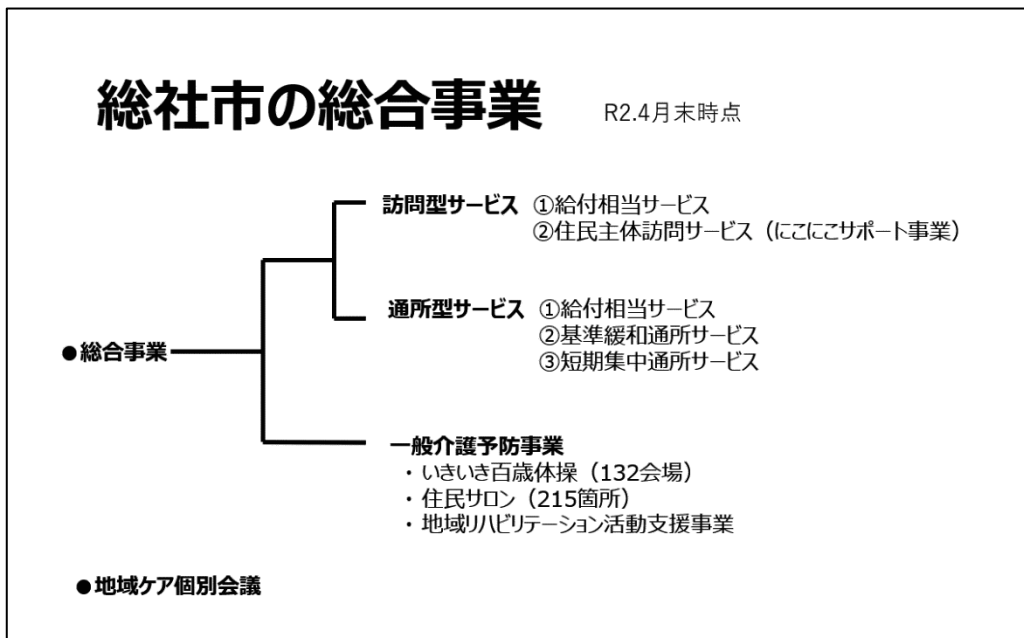 総社市の総合事業 R2.4月末時点
訪問型サービス ①給付相当サービス
②住民主体訪問サービス（にこにこサポート事業）
通所型サービス ①給付相当サービス
②基準緩和通所サービス
③短期集中通所サービス
●総合事業
一般介護予防事業
・いきいき百歳体操（132会場）
・住民サロン（215箇所）
・地域リハビリテーション活動支援事業
●地域ケア個別会議